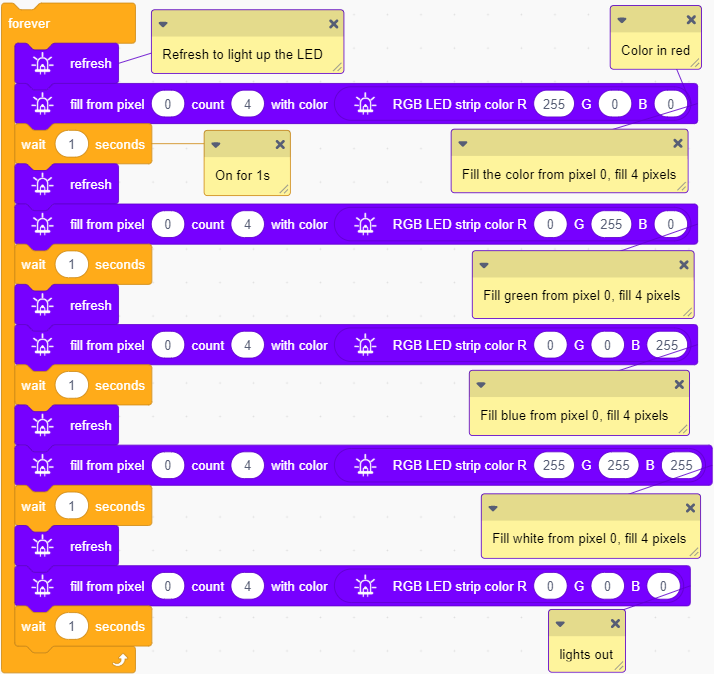 forever
refresh
Refresh to light up the LED
Color in red
fill from pixel 0 count 4 with color RGB LED strip color R 255 G 0 B 0
wait 1 seconds
On for 1s
Fill the color from pixel 0, fill 4 pixels
refresh
fill from pixel 0 count 4 with color RGB LED strip color R 0 G 255 B 0
wait 1 seconds
Fill green from pixel 0, fill 4 pixels
refresh
fill from pixel 0 count 4 with color RGB LED strip color R 0 G 0 B 255
wait 1 seconds
Fill blue from pixel 0, fill 4 pixels
refresh
fill from pixel 0 count 4 with color RGB LED strip color R 255 G 255 B 255
wait 1 seconds
Fill white from pixel 0, fill 4 pixels
refresh
fill from pixel 0 count 4 with color RGB LED strip color R 0 G 0 B 0
wait 1 seconds
lights out